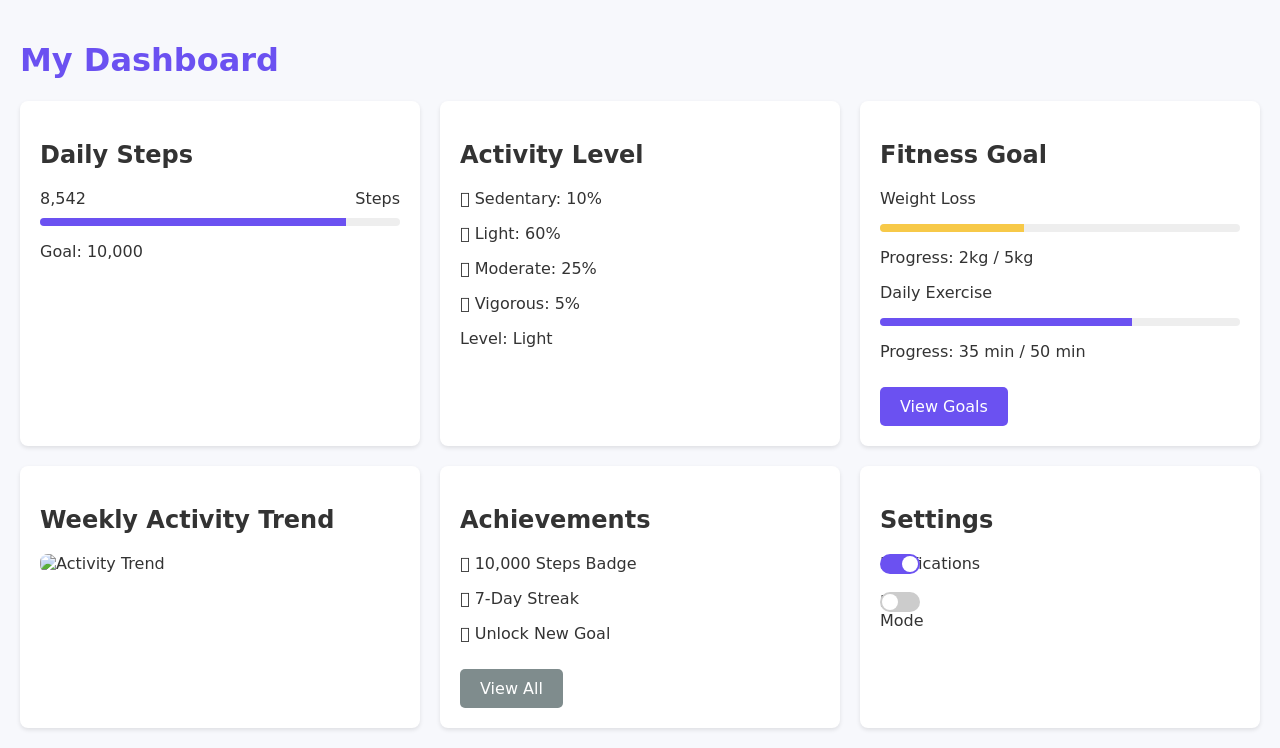 My Dashboard
Daily Steps
8,542 Steps
Goal: 10,000
Activity Level
Sedentary: 10%
Light: 60%
Moderate: 25%
Vigorous: 5%
Level: Light
Fitness Goal
Weight Loss
Progress: 2kg / 5kg
Daily Exercise
Progress: 35 min / 50 min
View Goals
Weekly Activity Trend
Activity Trend
Achievements
10,000 Steps Badge
7-Day Streak
Unlock New Goal
View All
Settings
Mode